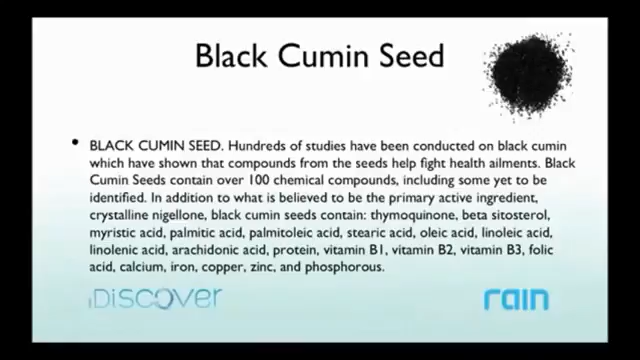 Black Cumin Seed
• BLACK CUMIN SEED. Hundreds of studies have been conducted on black cumin
which have shown that compounds from the seeds help fight health ailments. Black
Cumin Seeds contain over 100 chemical compounds, including some yet to be
identified. In addition to what is believed to be the primary active ingredient,
crystalline nigellone, black cumin seeds contain: thymoquinone, beta sitosterol,
myristic acid, palmitic acid, palmitoleic acid, stearic acid, oleic acid, linoleic acid,
linolenic acid, arachidonic acid, protein, vitamin B1, vitamin B2, vitamin B3, folic
acid, calcium, iron, copper, zinc, and phosphorous.
iDiscover
rain